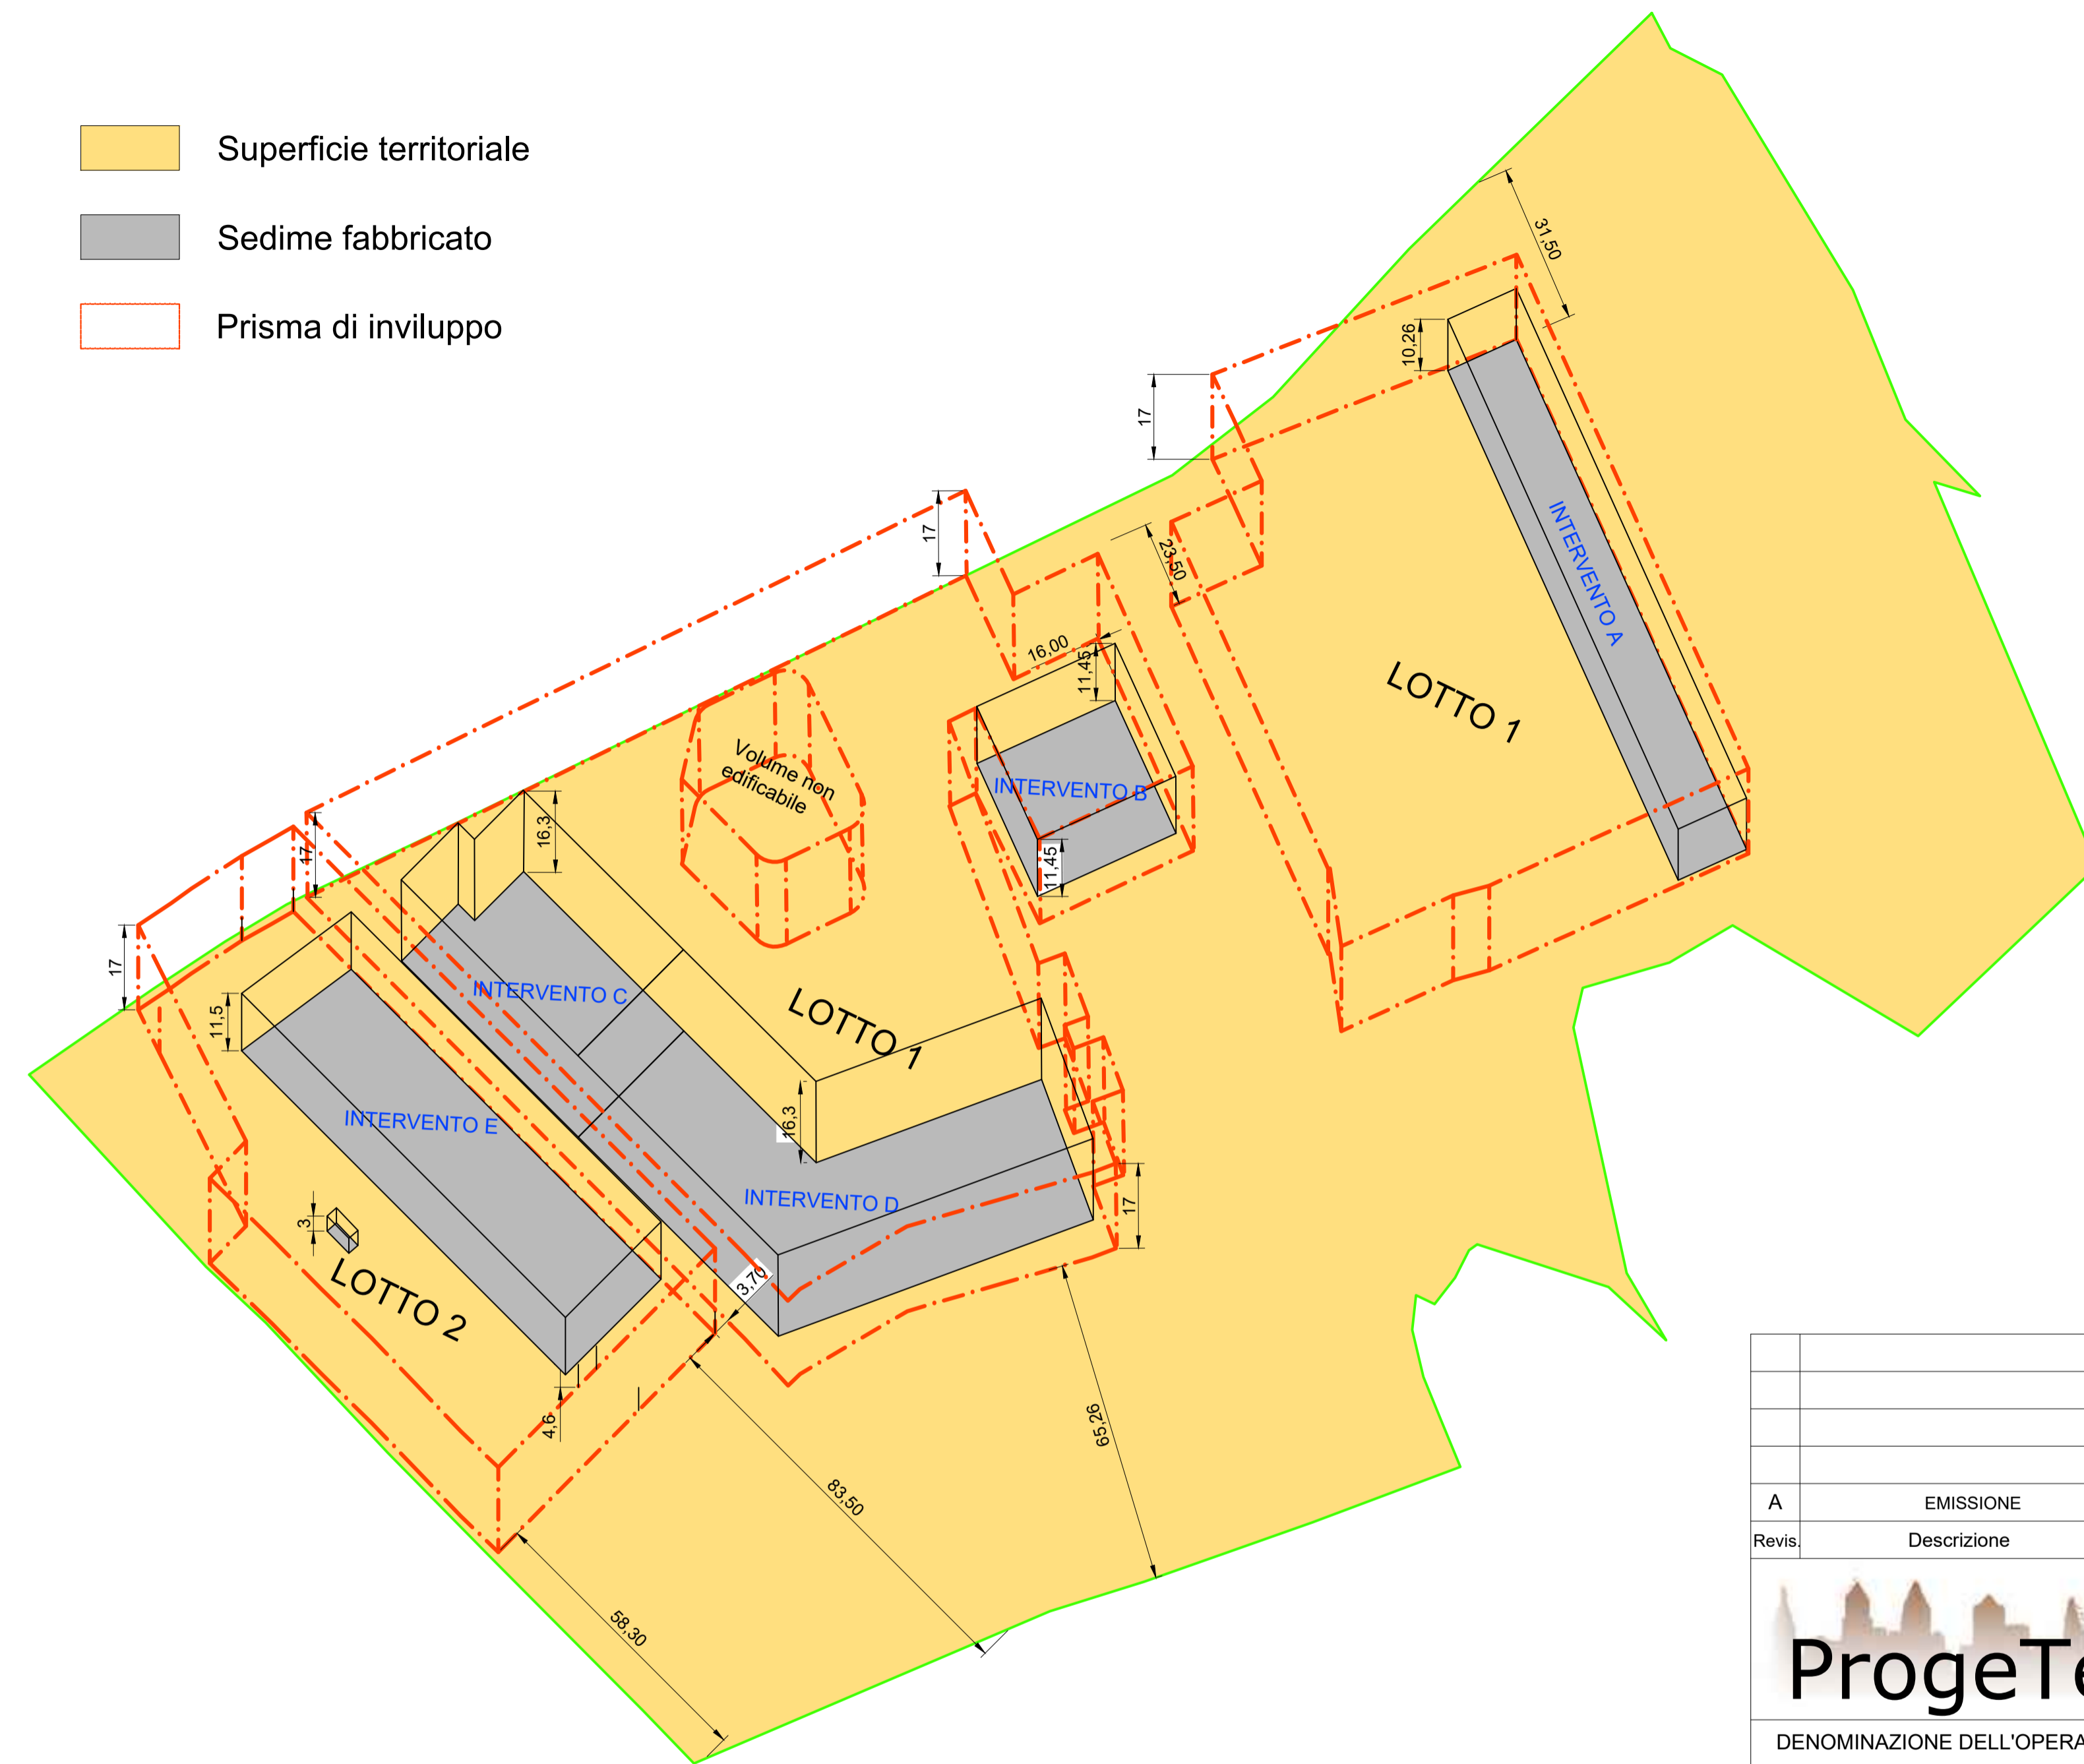 Superficie territoriale
Sedime fabbricato
Prisma di inviluppo
31,50
10,26
17
17
23,50
INTERVENTO A
16,00
11,45
LOTTO 1
Volume non
edificabile
INTERVENTO B
16,3
17
11,45
17
INTERVENTO C
LOTTO 1
11,5
INTERVENTO E
16,3
INTERVENTO D
17
3
LOTTO 2
3,70
4,6
65,26
83,50
58,30
A EMISSIONE
Revis. Descrizione
ProgeTe
DENOMINAZIONE DELL'OPERA